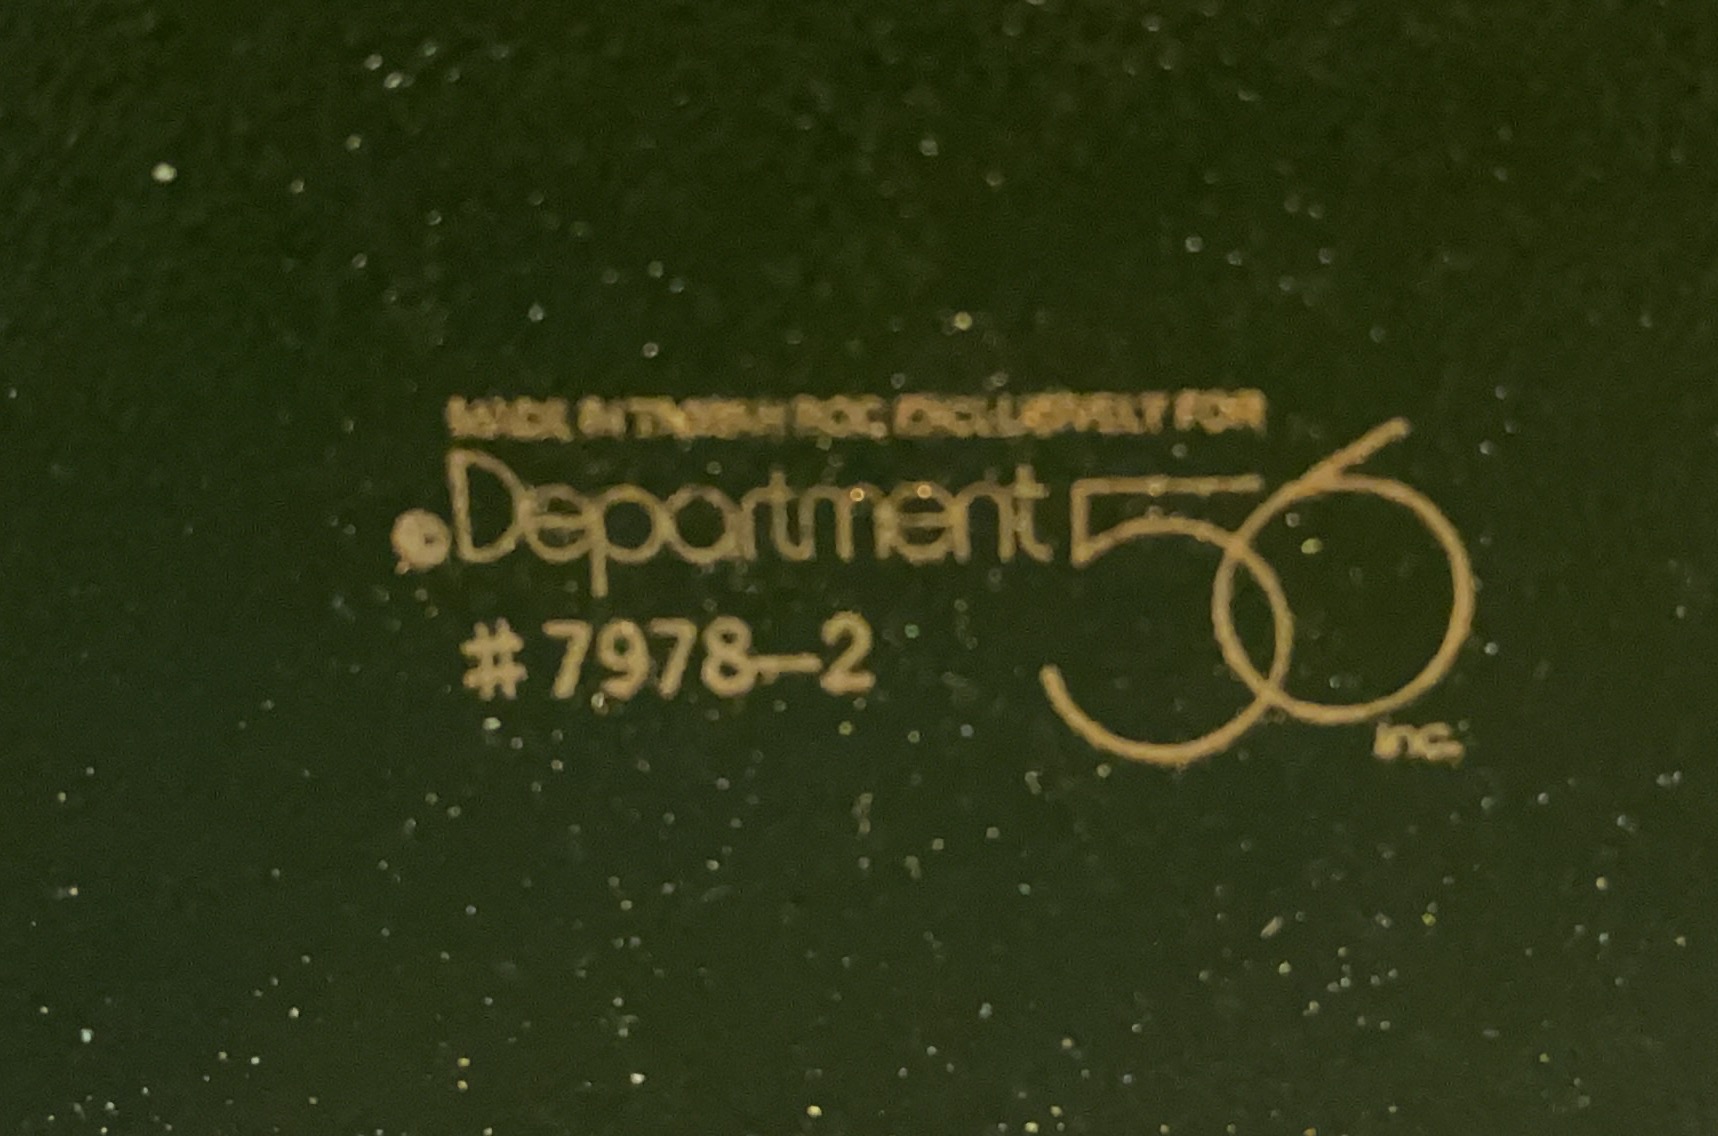 MADE IN TAIWAN ROC EXCLUSIVELY FOR
©Department 56
#7978-2
inc.